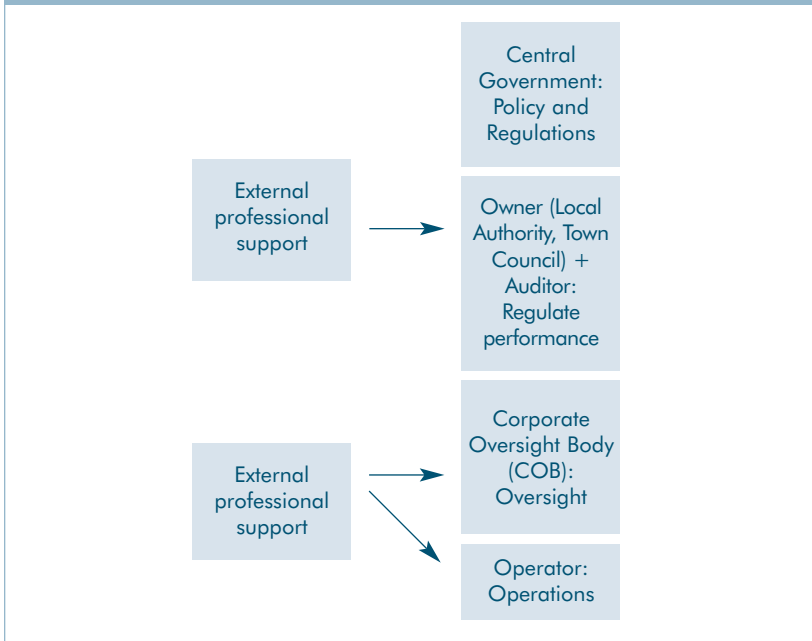 Central
Government:
Policy and
Regulations
External
professional
support
Owner (Local
Authority, Town
Council) +
Auditor:
Regulate
performance
Corporate
Oversight Body
(COB):
Oversight
External
professional
support
Operator:
Operations